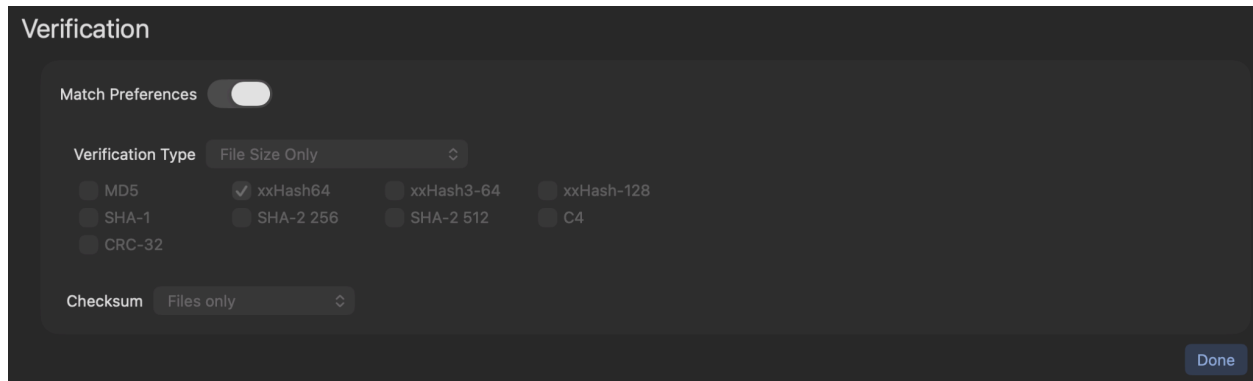 Verification
Match Preferences
Verification Type File Size Only
MD5 xxHash64 xxHash3-64 xxHash-128
SHA-1 SHA-2 256 SHA-2 512 C4
CRC-32
Checksum Files only
Done